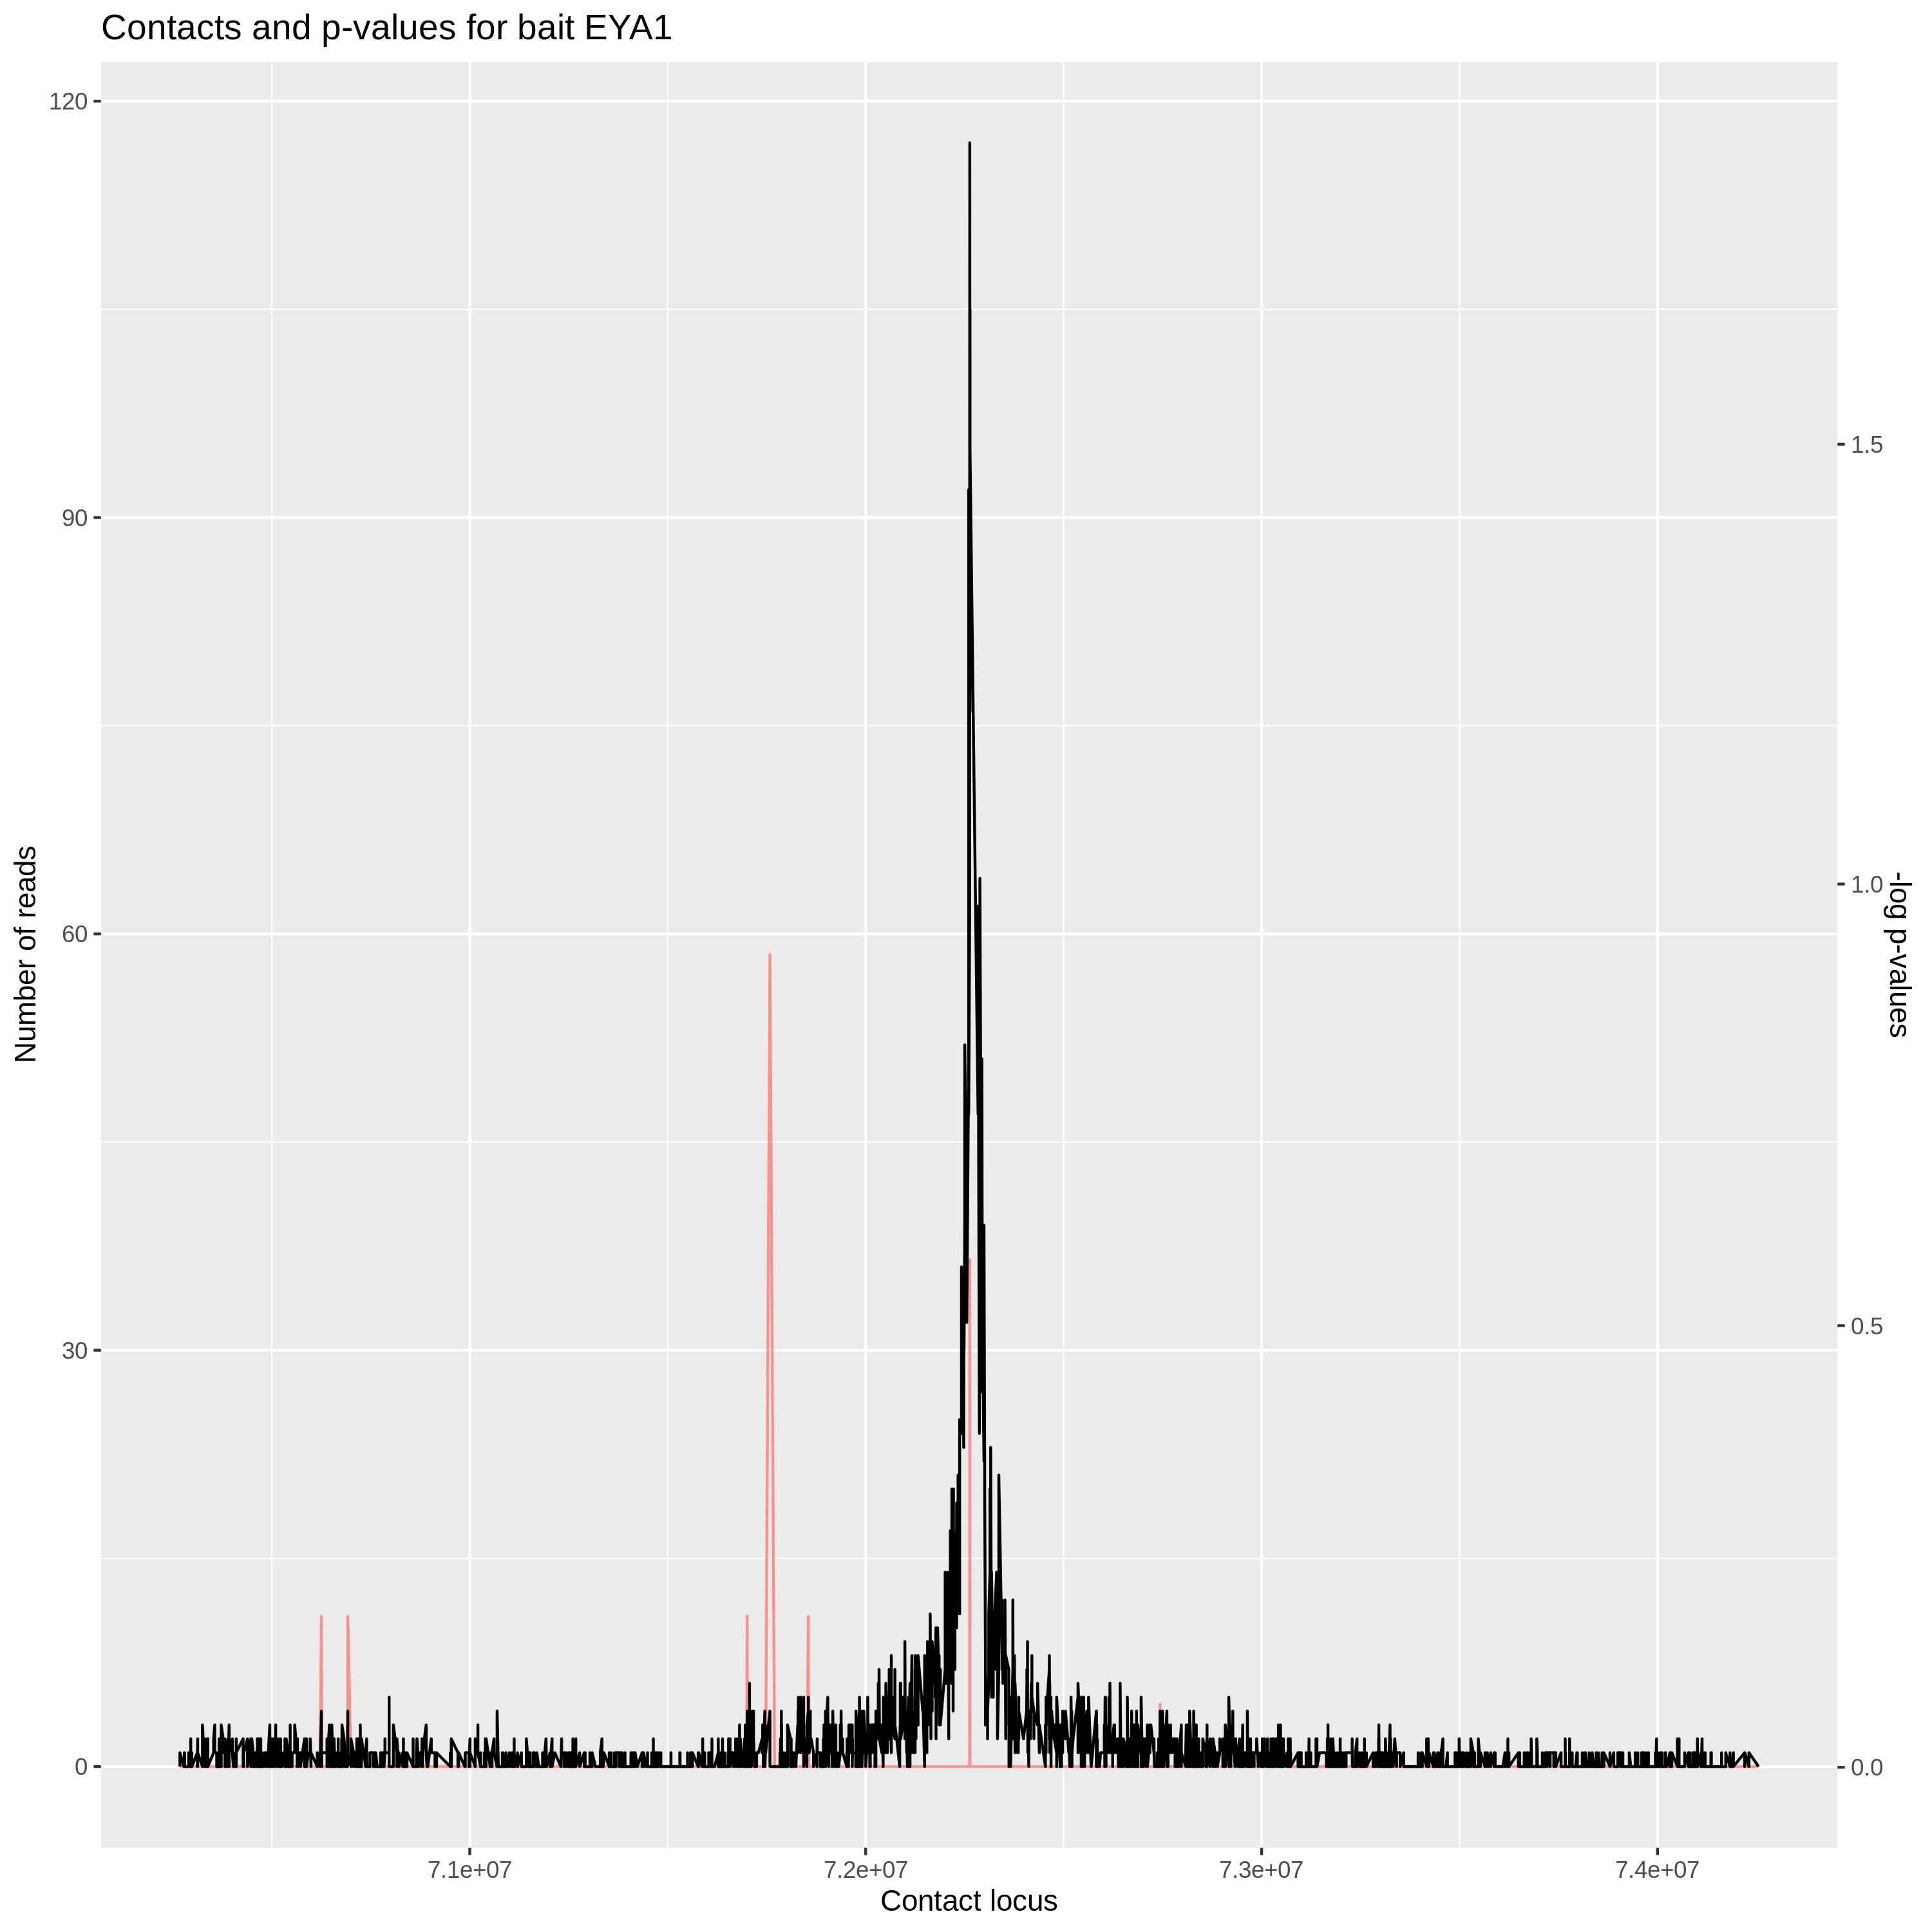 Contacts and p-values for bait EYA1
120
90
60
30
0
Number of reads
1.5
1.0
0.5
0.0
-log p-values
7.1e+07
7.2e+07
7.3e+07
7.4e+07
Contact locus